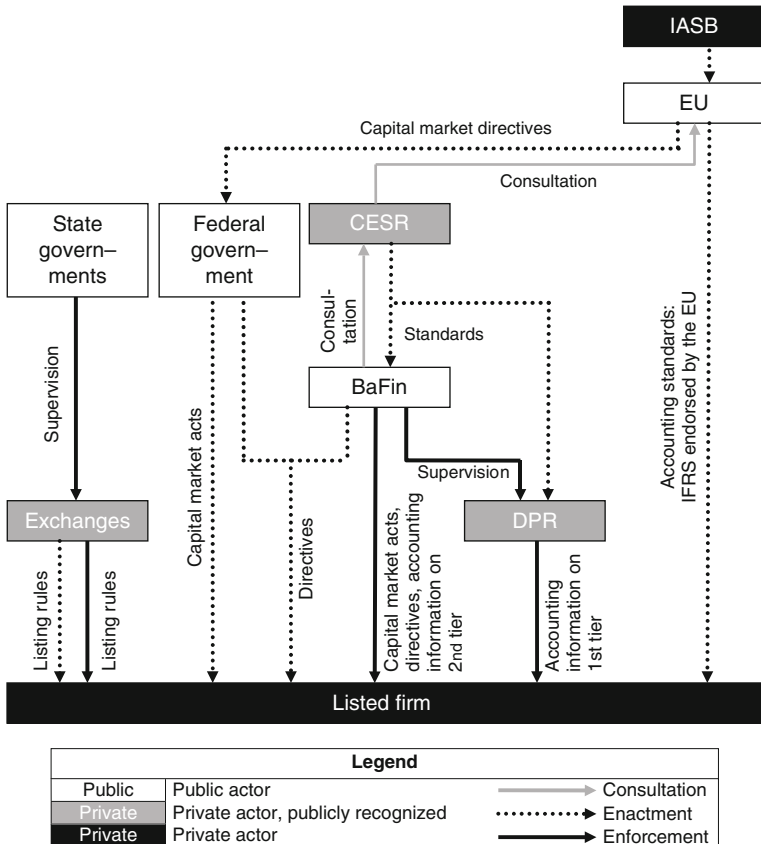 IASB
EU
Capital market directives
Consultation
State
govern–
ments
Federal
govern–
ment
CESR
Consul-
tation
Standards
BaFin
Supervision
Supervision
Exchanges
DPR
Listing rules
Listing rules
Capital market acts
Directives
Capital market acts,
directives, accounting
information on
2nd tier
Accounting
information on
1st tier
Accounting standards:
IFRS endorsed by the EU
Listed firm
Legend
Public Public actor Consultation
Private Private actor, publicly recognized Enactment
Private Private actor Enforcement